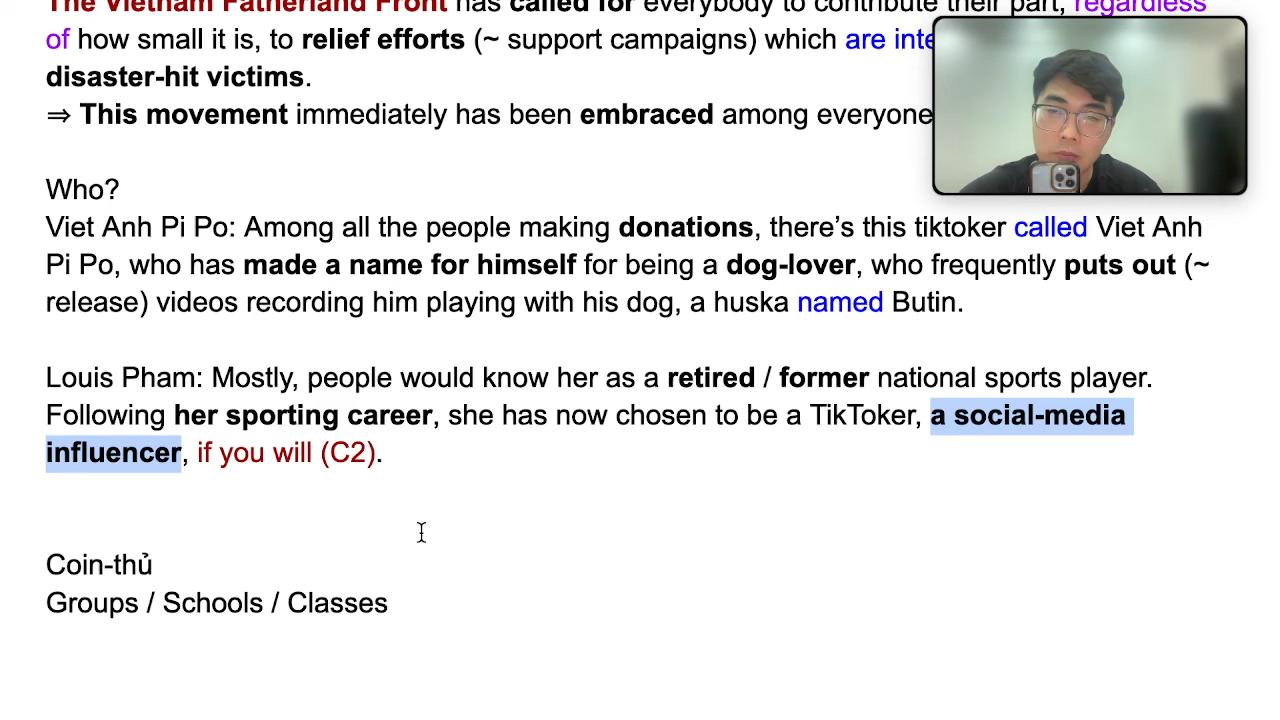 The Vietnam Fatherland Front has called for everybody to contribute their part, regardless
of how small it is, to relief efforts (~ support campaigns) which are inte
disaster-hit victims.
⇒ This movement immediately has been embraced among everyone
Who?
Viet Anh Pi Po: Among all the people making donations, there’s this tiktoker called Viet Anh
Pi Po, who has made a name for himself for being a dog-lover, who frequently puts out (~
release) videos recording him playing with his dog, a huska named Butin.
Louis Pham: Mostly, people would know her as a retired / former national sports player.
Following her sporting career, she has now chosen to be a TikToker, a social-media
influencer, if you will (C2).
Coin-thủ
Groups / Schools / Classes